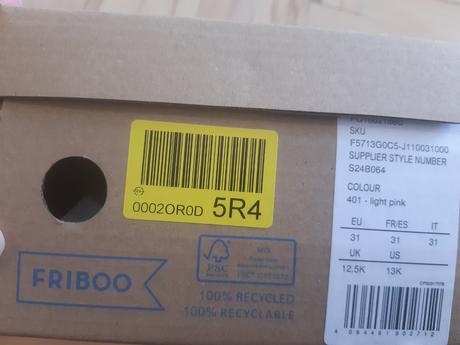 0002OR0D 5R4
SKU
F5713G0C5-J110031000
SUPPLIER STYLE NUMBER
S24B064
COLOUR
401 - light pink
EU FR/ES IT
31 31 31
UK US
12,5K 13K
FRIBOO
FSC
MIX
100% RECYCLED
100% RECYCLABLE